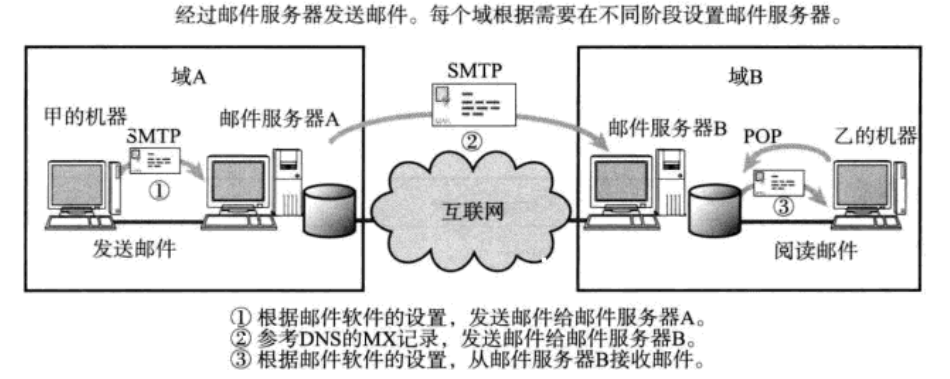 经过邮件服务器发送邮件。每个域根据需要在不同阶段设置邮件服务器。
域A
SMTP
域B
甲的机器
SMTP
邮件服务器A
①
②
邮件服务器B
POP
乙的机器
③
互联网
发送邮件
阅读邮件
① 根据邮件软件的设置，发送邮件给邮件服务器A。
② 参考DNS的MX记录，发送邮件给邮件服务器B。
③ 根据邮件软件的设置，从邮件服务器B接收邮件。